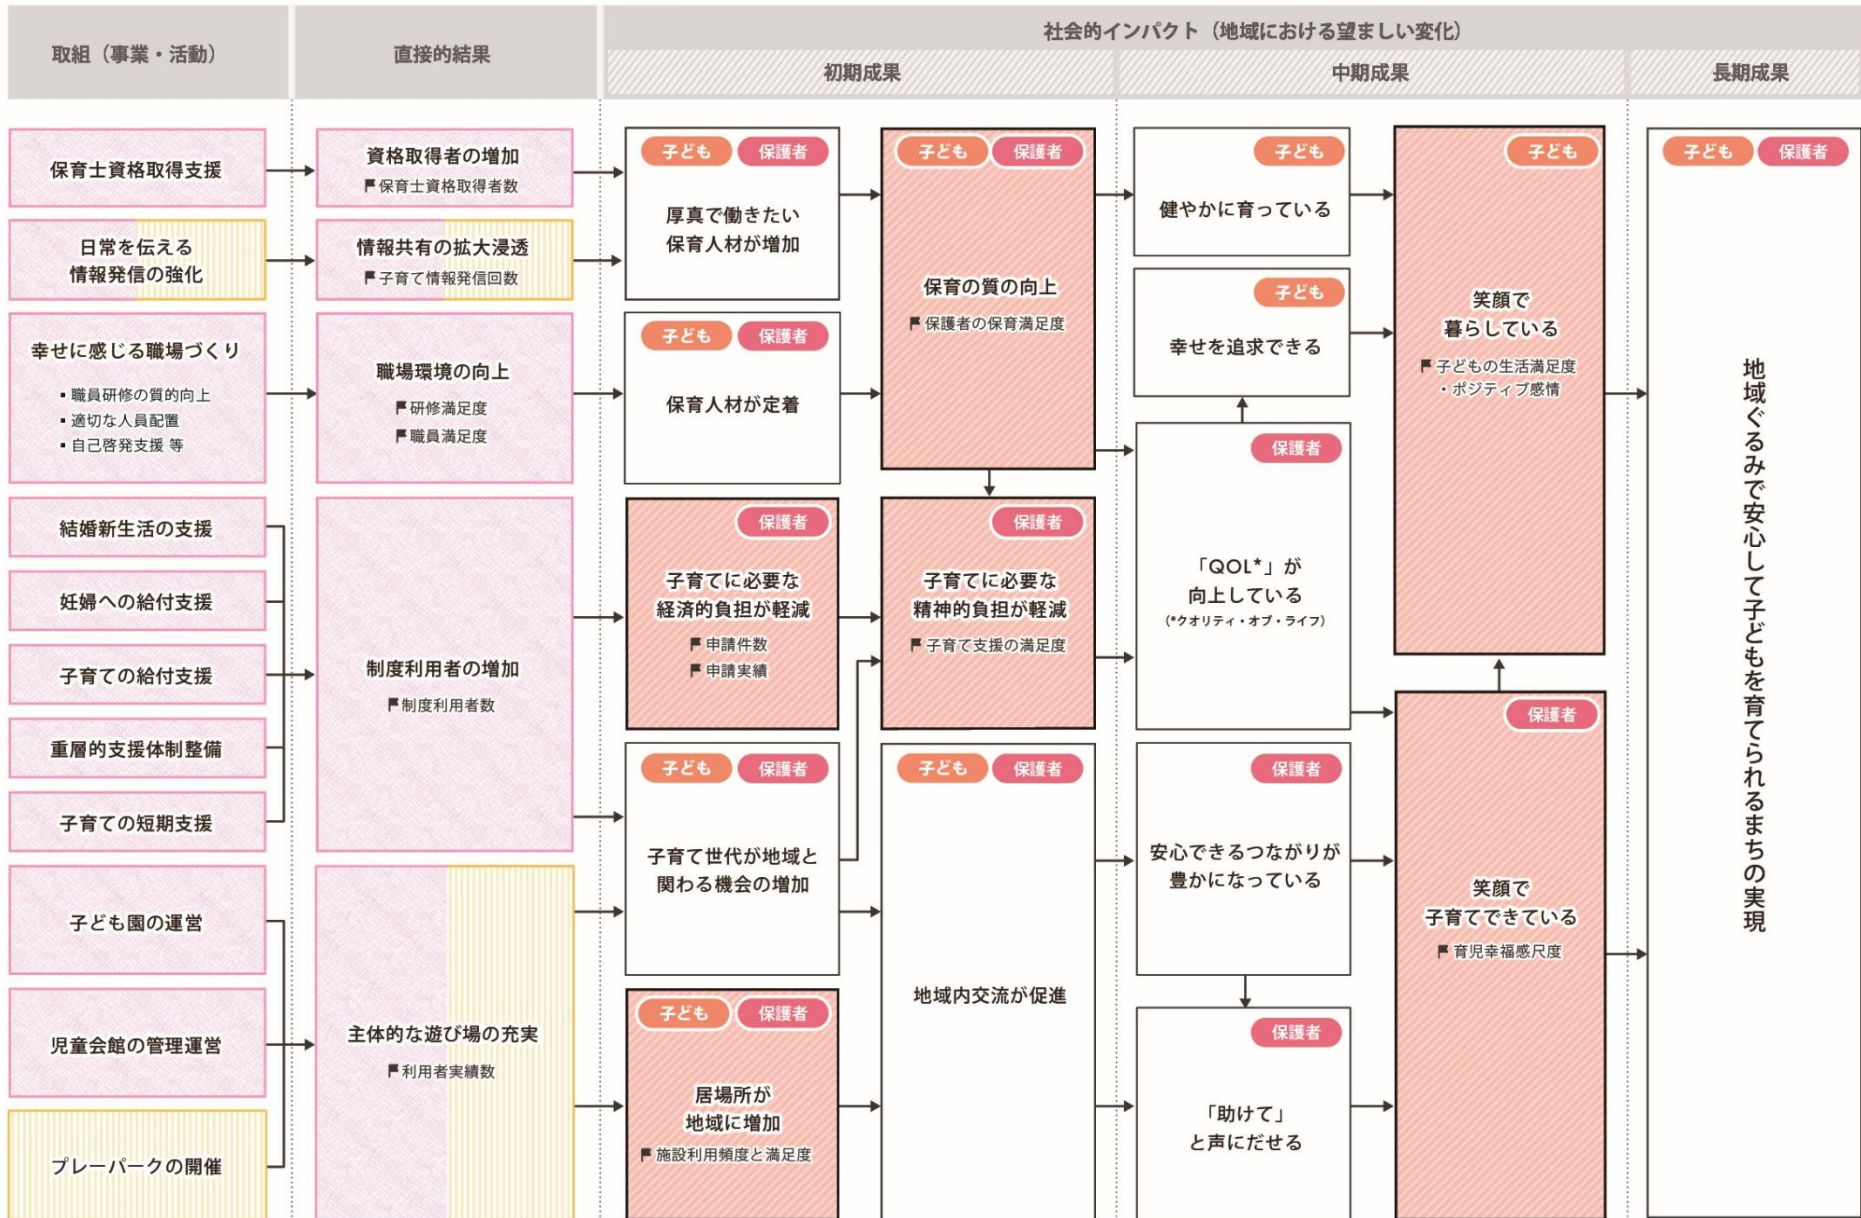 取組（事業・活動）
直接的結果
社会的インパクト（地域における望ましい変化）
初期成果
中期成果
長期成果
保育士資格取得支援
日常を伝える
情報発信の強化
幸せに感じる職場づくり
▪ 職員研修の質的向上
▪ 適切な人員配置
▪ 自己啓発支援 等
結婚新生活の支援
妊婦への給付支援
子育ての給付支援
重層的支援体制整備
子育ての短期支援
子ども園の運営
児童会館の管理運営
プレーパークの開催
資格取得者の増加
保育士資格取得者数
情報共有の拡大浸透
子育て情報発信回数
職場環境の向上
研修満足度
職員満足度
制度利用者の増加
制度利用者数
主体的な遊び場の充実
利用者実績数
子ども 保護者
厚真で働きたい
保育人材が増加
子ども 保護者
保育人材が定着
保護者
子育てに必要な
経済的負担が軽減
申請件数
申請実績
子ども 保護者
子育て世代が地域と
関わる機会の増加
子ども 保護者
居場所が
地域に増加
施設利用頻度と満足度
子ども 保護者
保育の質の向上
保護者の保育満足度
保護者
子育てに必要な
精神的負担が軽減
子育て支援の満足度
子ども 保護者
地域内交流が促進
子ども
健やかに育っている
子ども
幸せを追求できる
保護者
「QOL*」が
向上している
(*クオリティ・オブ・ライフ)
保護者
安心できるつながりが
豊かになっている
保護者
「助けて」
と声にだせる
子ども
笑顔で
暮らしている
子どもの生活満足度
・ポジティブ感情
保護者
笑顔で
子育てできている
育児幸福感尺度
子ども 保護者
地域ぐるみで安心して子どもを育てられるまちの実現